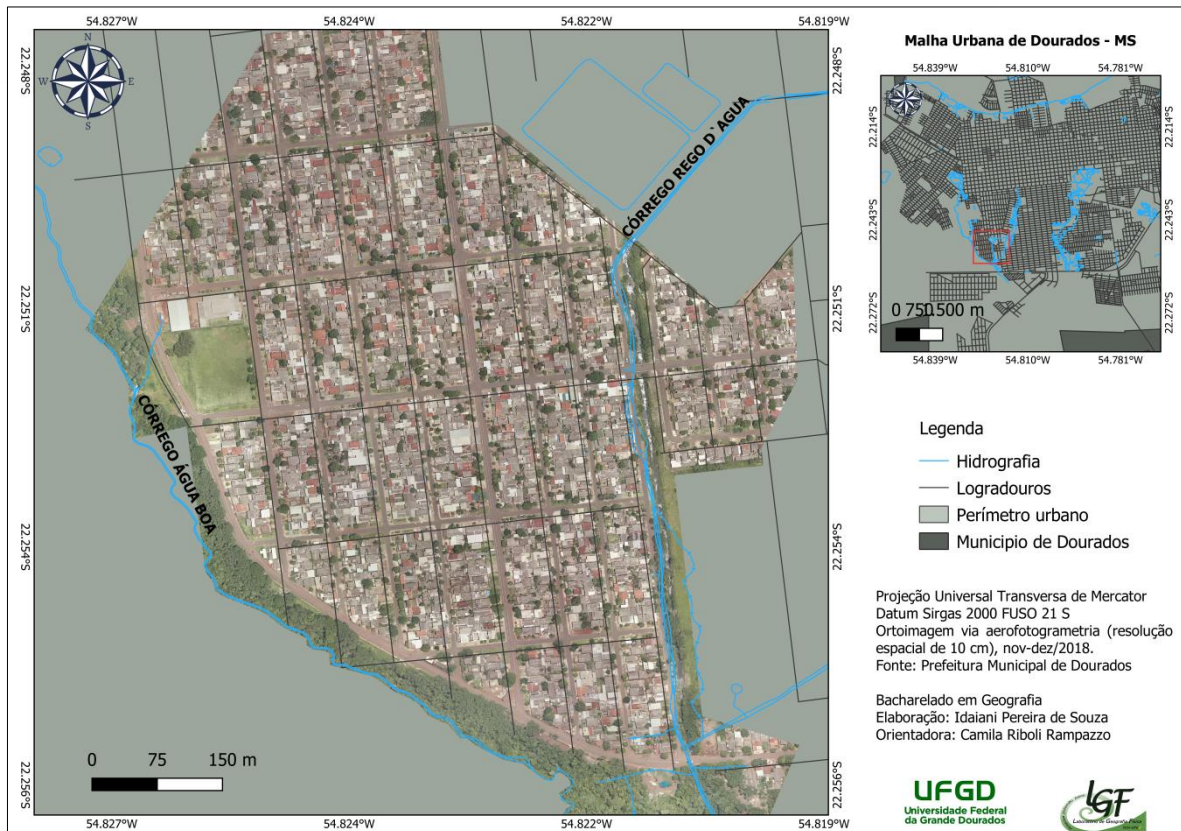 54.827°W 54.824°W 54.822°W 54.819°W
N
W E
S
22.248°S 22.248°S
22.251°S 22.251°S
22.254°S 22.254°S
22.256°S 22.256°S
CÓRREGO REGO D`AGUA
CÓRREGO ÁGUA BOA
0 75 150 m
54.827°W 54.824°W 54.822°W 54.819°W
Malha Urbana de Dourados - MS
54.839°W 54.810°W 54.781°W
22.214°S 22.214°S
22.243°S 22.243°S
22.272°S 22.272°S
0 750.500 m
54.839°W 54.810°W 54.781°W
Legenda
Hidrografia
Logradouros
Perímetro urbano
Municipio de Dourados
Projeção Universal Transversa de Mercator
Datum Sirgas 2000 FUSO 21 S
Ortoimagem via aerofotogrametria (resolução
espacial de 10 cm), nov-dez/2018.
Fonte: Prefeitura Municipal de Dourados
Bacharelado em Geografia
Elaboração: Idaiani Pereira de Souza
Orientadora: Camila Riboli Rampazzo
UFGD
Universidade Federal
da Grande Dourados
LGF
Laboratório de Geografia Física